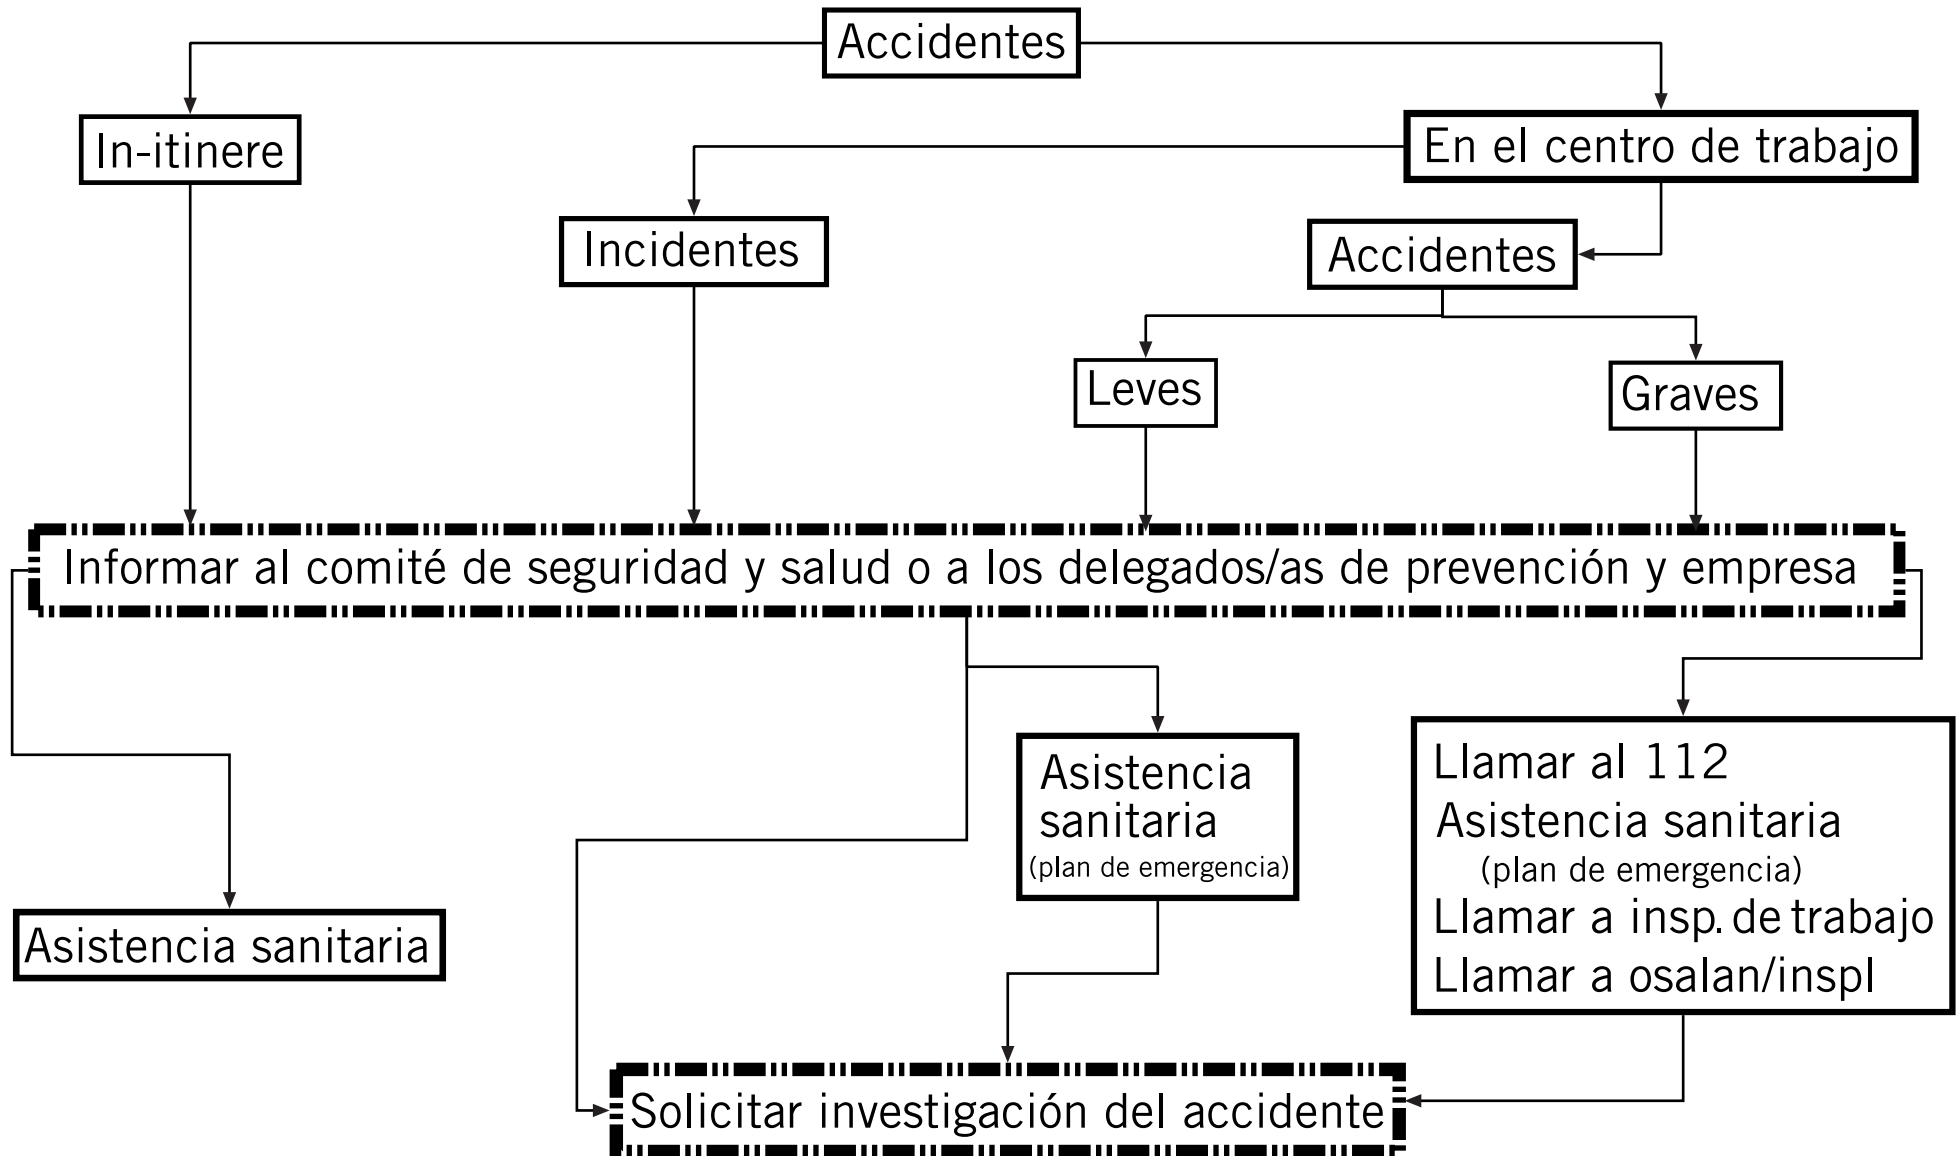 Accidentes
In-itinere
En el centro de trabajo
Incidentes
Accidentes
Leves
Graves
Informar al comité de seguridad y salud o a los delegados/as de prevención y empresa
Asistencia
sanitaria
(plan de emergencia)
Llamar al 112
Asistencia sanitaria
(plan de emergencia)
Llamar a insp. de trabajo
Llamar a osalan/inspl
Asistencia sanitaria
Solicitar investigación del accidente